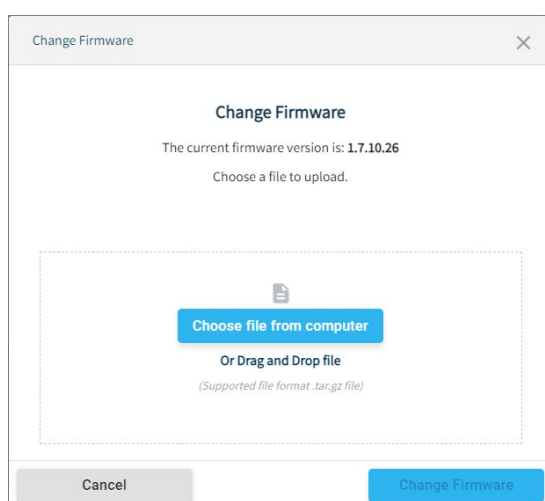 Change Firmware
Change Firmware
The current firmware version is: 1.7.10.26
Choose a file to upload.
Choose file from computer
Or Drag and Drop file
(Supported file format .tar.gz file)
Cancel
Change Firmware